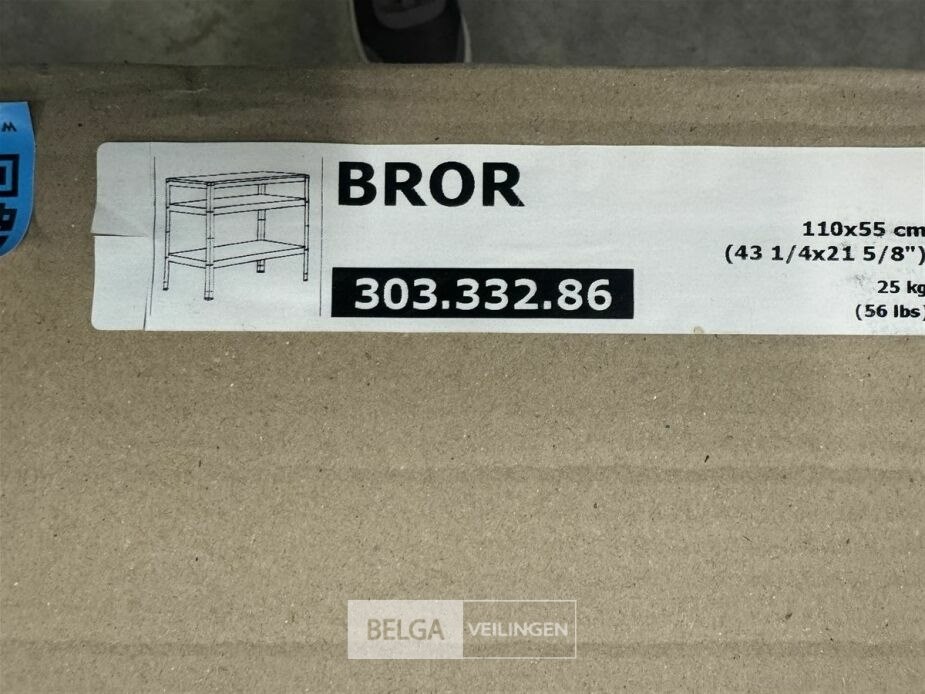 BROR
110x55 cm
(43 1/4x21 5/8")
303.332.86
25 kg
(56 lbs)
BELGA VEILINGEN